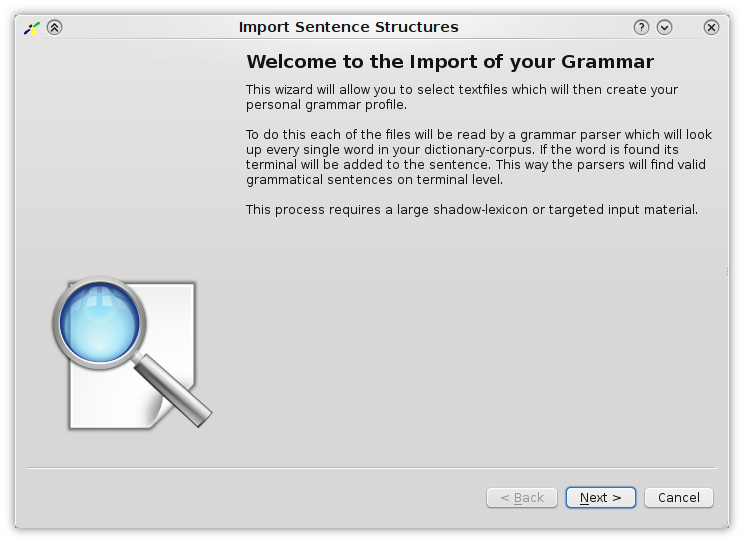 Import Sentence Structures
Welcome to the Import of your Grammar
This wizard will allow you to select textfiles which will then create your
personal grammar profile.
To do this each of the files will be read by a grammar parser which will look
up every single word in your dictionary-corpus. If the word is found its
terminal will be added to the sentence. This way the parsers will find valid
grammatical sentences on terminal level.
This process requires a large shadow-lexicon or targeted input material.
< Back Next > Cancel